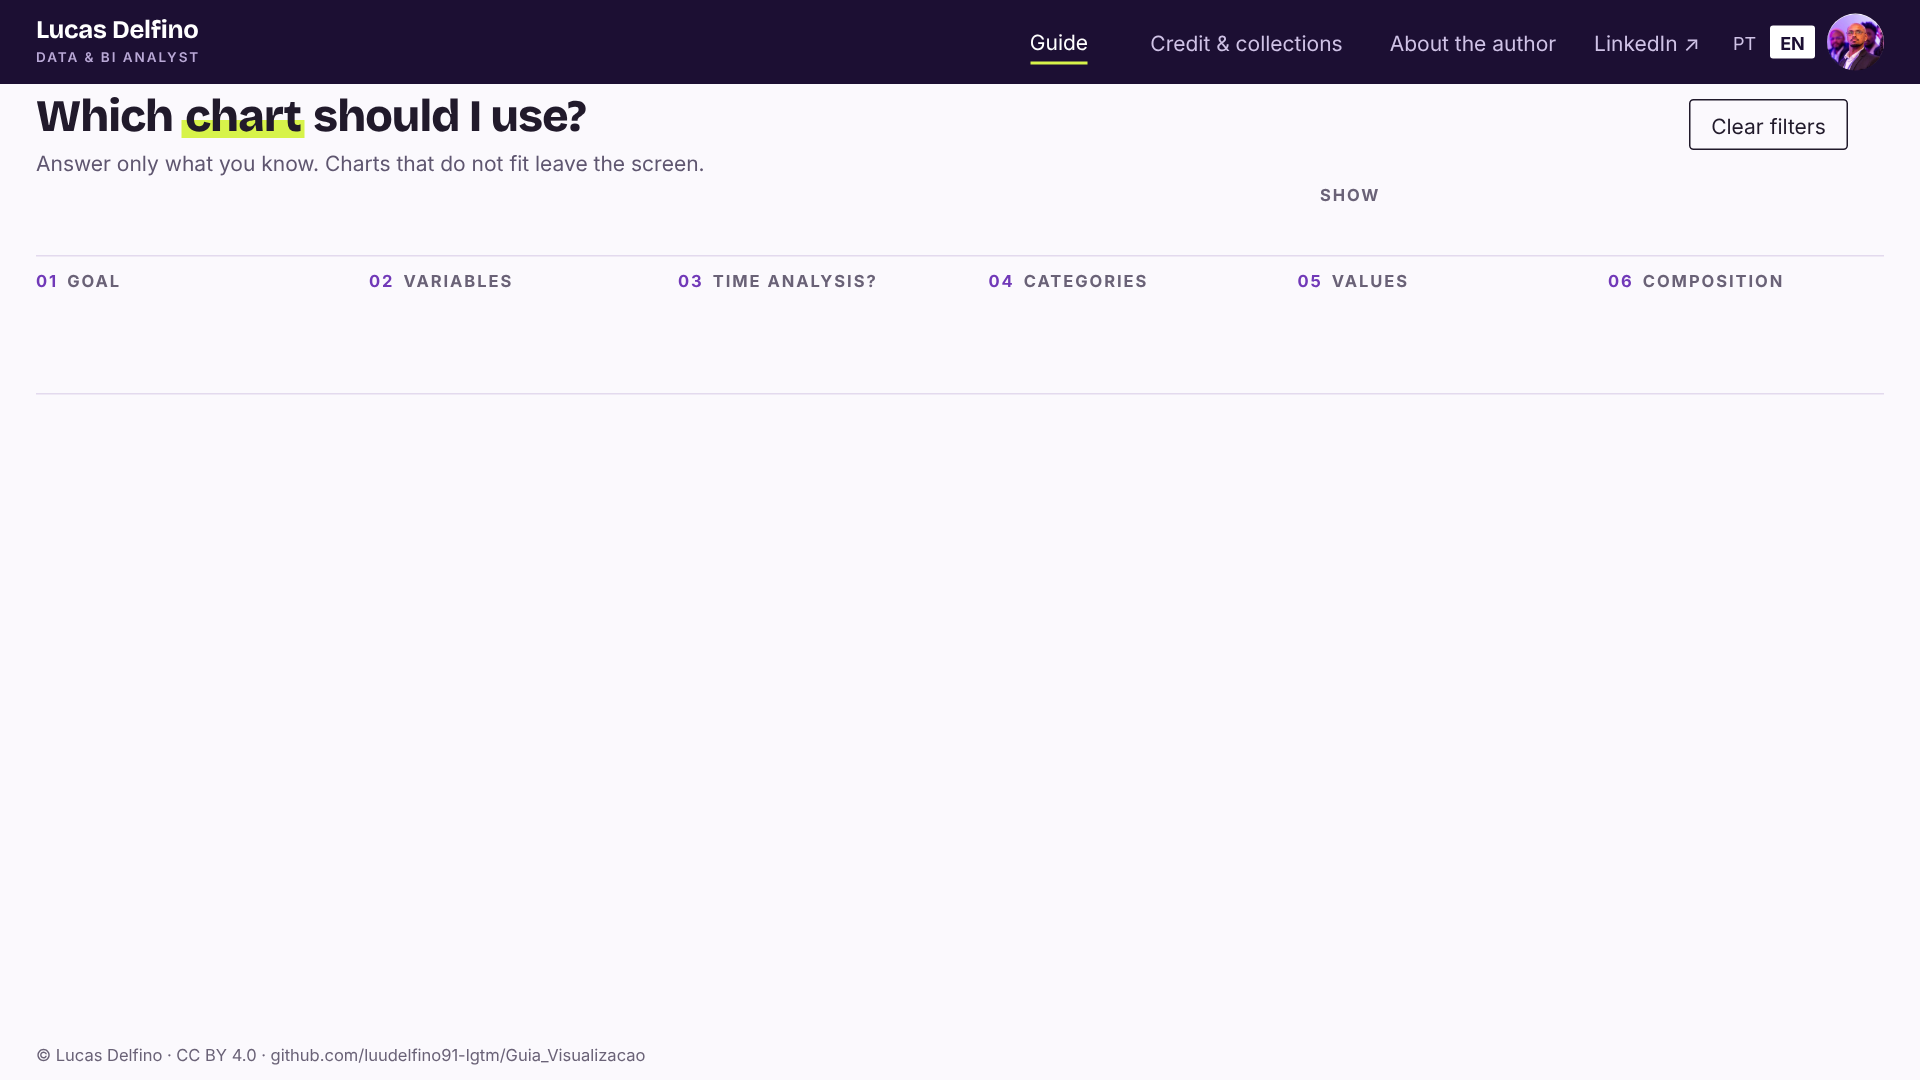 Lucas Delfino
DATA & BI ANALYST
Guide
Credit & collections
About the author
LinkedIn ↗
PT
EN
Which chart should I use?
Clear filters
Answer only what you know. Charts that do not fit leave the screen.
SHOW
01 GOAL
02 VARIABLES
03 TIME ANALYSIS?
04 CATEGORIES
05 VALUES
06 COMPOSITION
© Lucas Delfino · CC BY 4.0 · github.com/luudelfino91-lgtm/Guia_Visualizacao